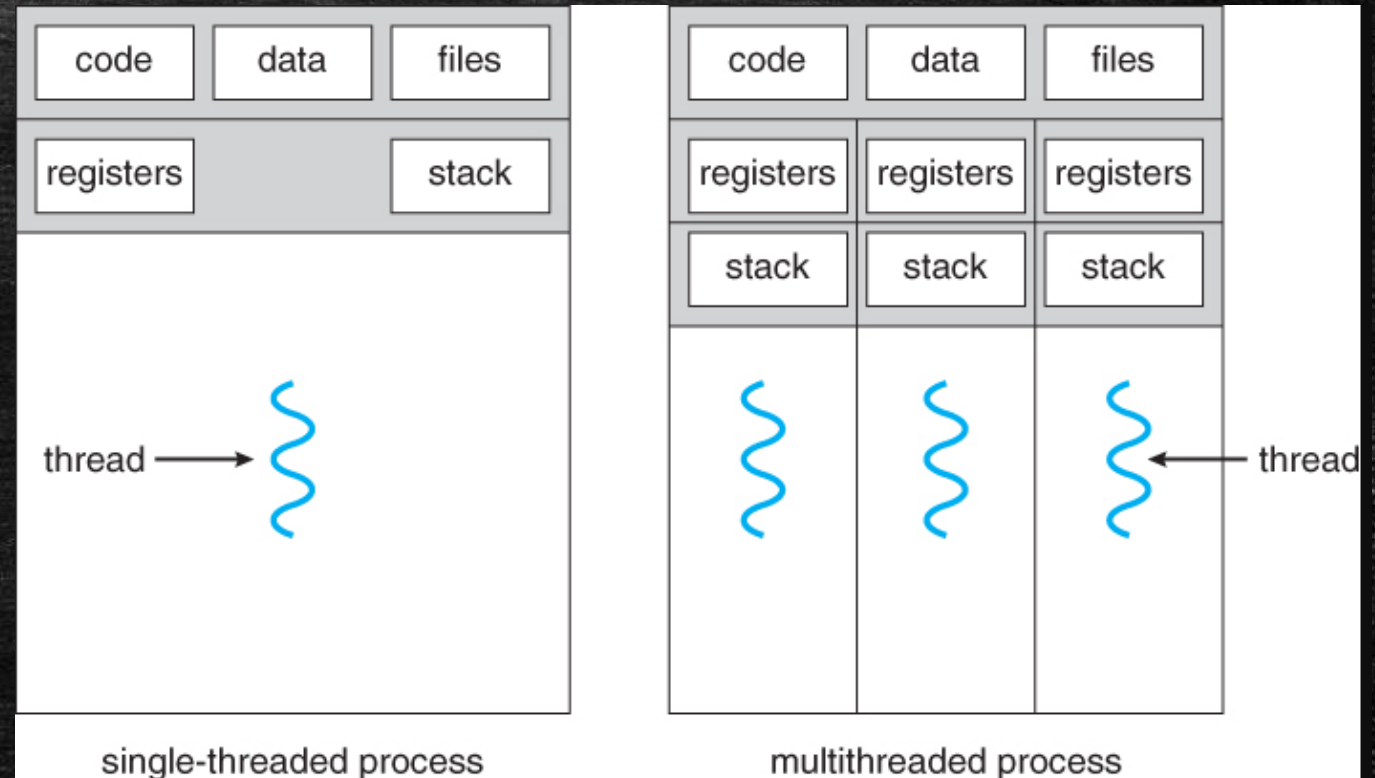 code data files code data files
registers stack registers registers registers
stack stack stack
thread thread
single-threaded process multithreaded process